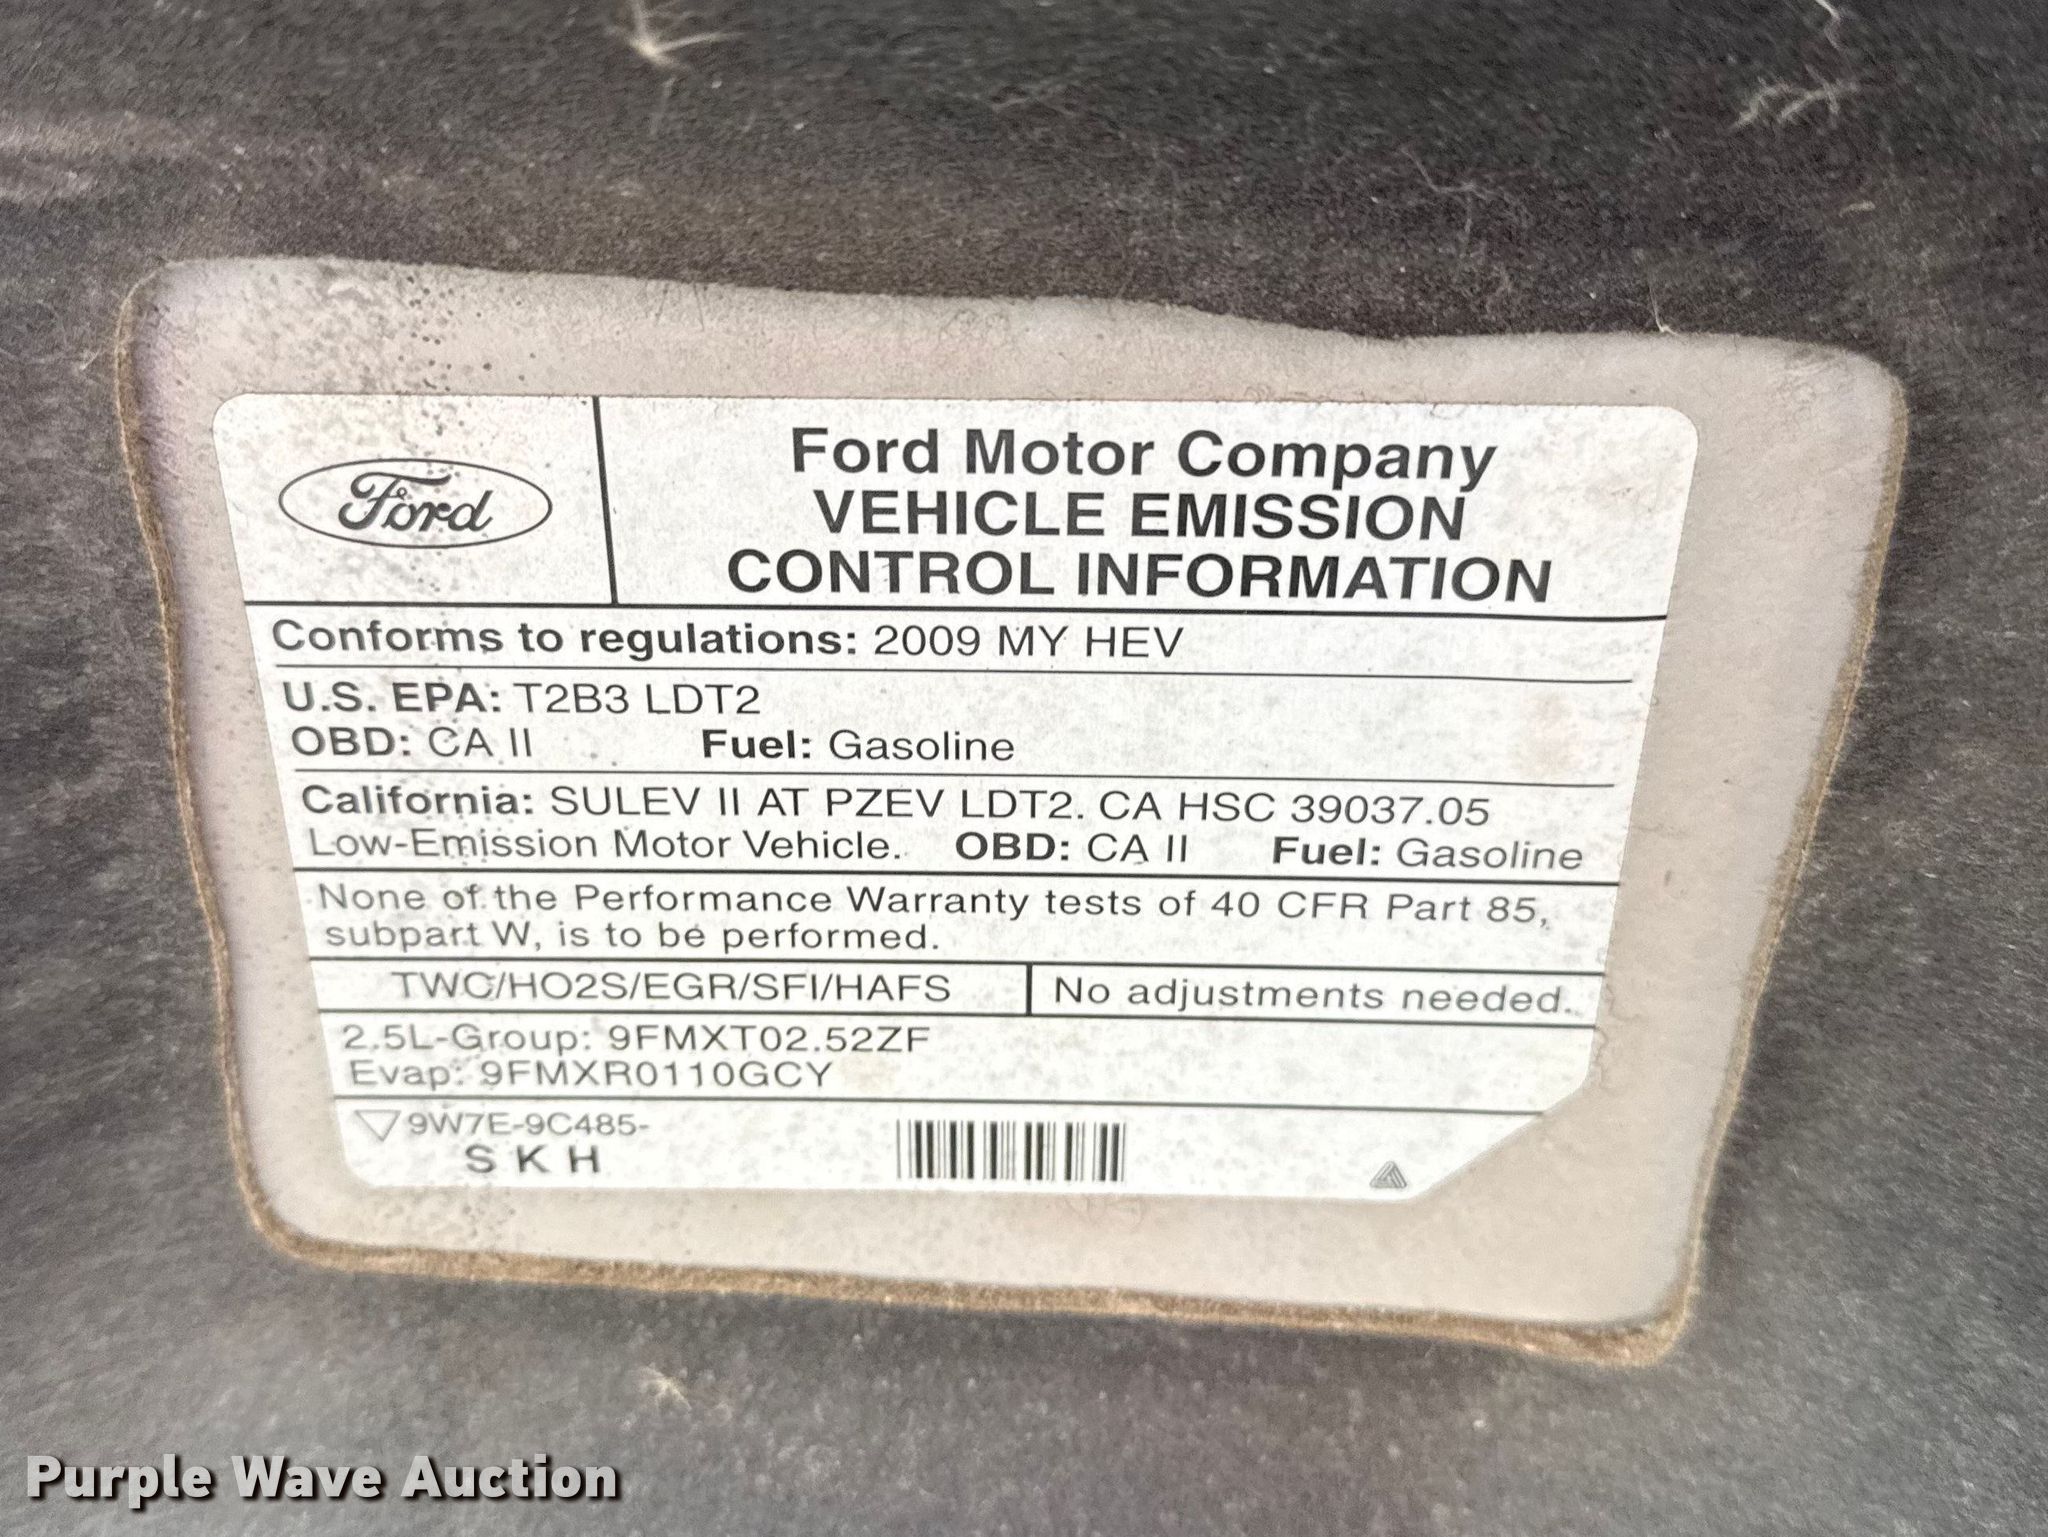 Ford
Ford Motor Company
VEHICLE EMISSION
CONTROL INFORMATION
Conforms to regulations: 2009 MY HEV
U.S. EPA: T2B3 LDT2
OBD: CA II Fuel: Gasoline
California: SULEV II AT PZEV LDT2. CA HSC 39037.05
Low-Emission Motor Vehicle. OBD: CA II Fuel: Gasoline
None of the Performance Warranty tests of 40 CFR Part 85,
subpart W, is to be performed.
TWC/HO2S/EGR/SFI/HAFS No adjustments needed.
2.5L-Group: 9FMXT02.52ZF
Evap: 9FMXR0110GCY
9W7E-9C485-
S K H
Purple Wave Auction